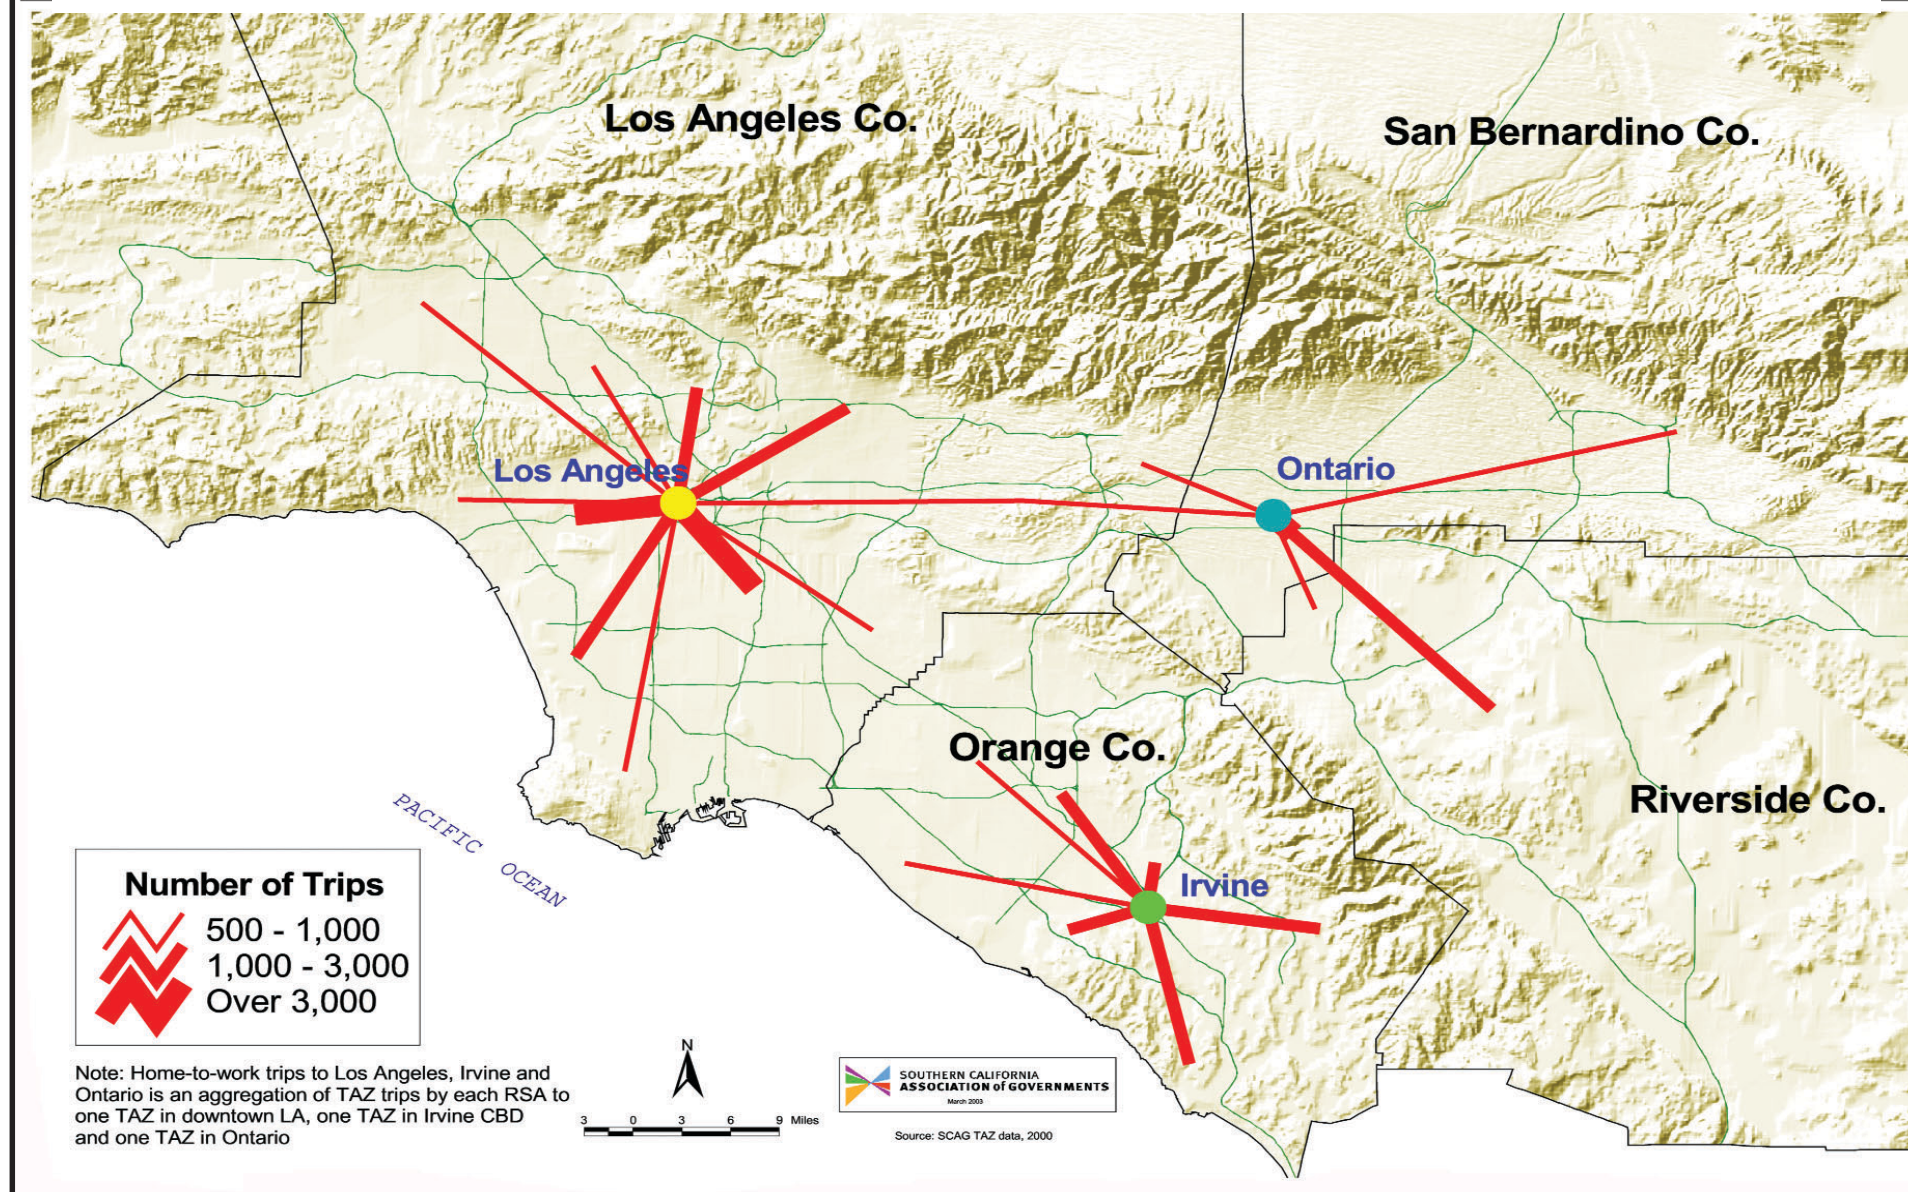 Los Angeles Co.
San Bernardino Co.
Los Angeles
Ontario
Orange Co.
Riverside Co.
Irvine
PACIFIC OCEAN
Number of Trips
500 - 1,000
1,000 - 3,000
Over 3,000
Note: Home-to-work trips to Los Angeles, Irvine and
Ontario is an aggregation of TAZ trips by each RSA to
one TAZ in downtown LA, one TAZ in Irvine CBD
and one TAZ in Ontario
N
3 0 3 6 9 Miles
SOUTHERN CALIFORNIA
ASSOCIATION of GOVERNMENTS
March 2003
Source: SCAG TAZ data, 2000